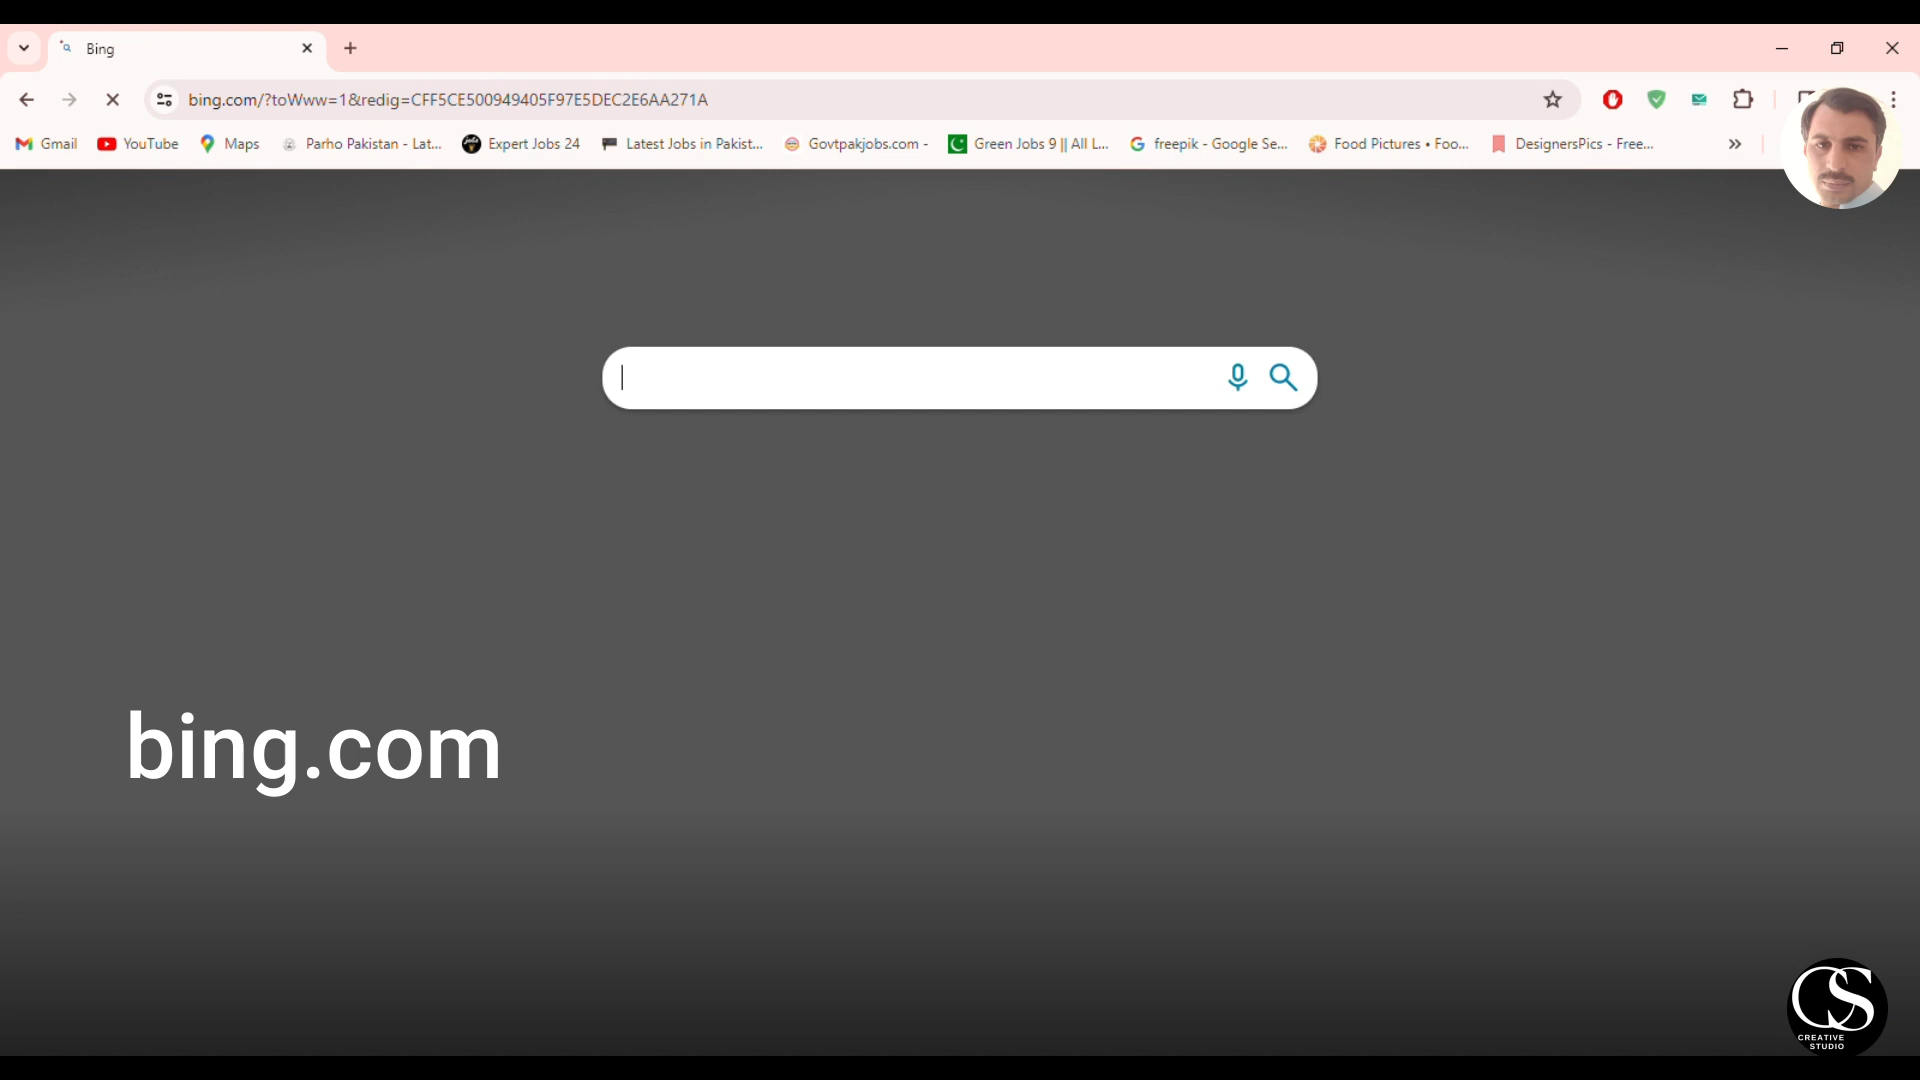 Bing
bing.com/?toWww=1&redig=CFF5CE500949405F97E5DEC2E6AA271A
Gmail YouTube Maps Parho Pakistan - Lat... Expert Jobs 24 Latest Jobs in Pakist... Govtpakjobs.com - Green Jobs 9 || All L... freepik - Google Se... Food Pictures • Foo... DesignersPics - Free...
bing.com
CS
CREATIVE
STUDIO